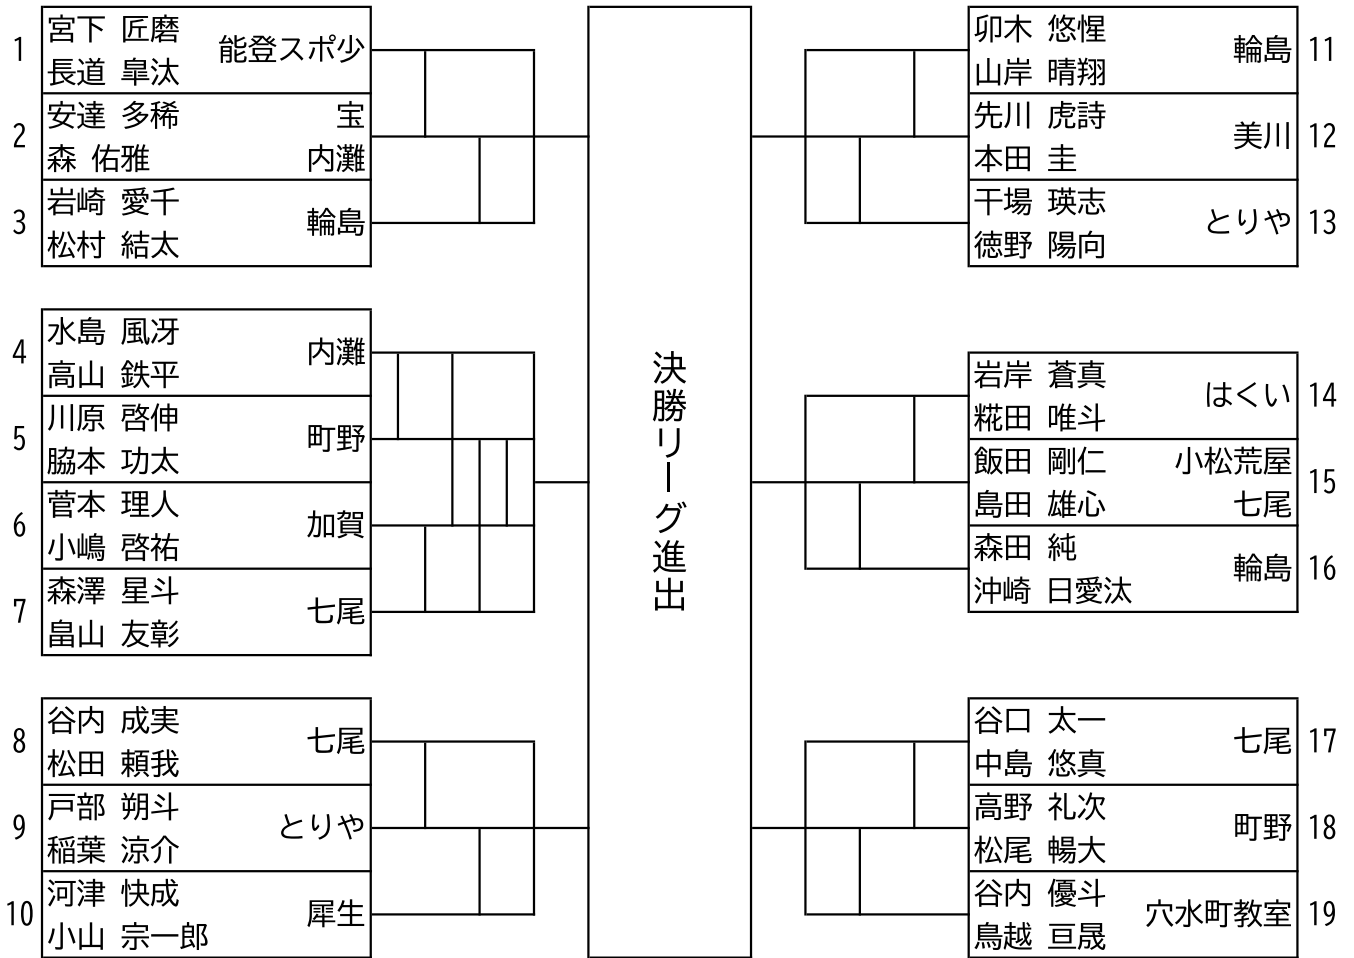 1 宮下 匠磨 能登スポ少
長道 皐汰
2 安達 多稀 宝
森 佑雅 内灘
3 岩崎 愛千 輪島
松村 結太
4 水島 風冴 内灘
高山 鉄平
5 川原 啓伸 町野
脇本 功太
6 菅本 理人 加賀
小嶋 啓祐
7 森澤 星斗 七尾
畠山 友彰
8 谷内 成実 七尾
松田 頼我
9 戸部 朔斗 とりや
稲葉 涼介
10 河津 快成 犀生
小山 宗一郎
決勝リーグ進出
卯木 悠惺 輪島 11
山岸 晴翔
先川 虎詩 美川 12
本田 圭
干場 瑛志 とりや 13
徳野 陽向
岩岸 蒼真 はくい 14
糀田 唯斗
飯田 剛仁 小松荒屋 15
島田 雄心 七尾
森田 純 輪島 16
沖崎 日愛汰
谷口 太一 七尾 17
中島 悠真
高野 礼次 町野 18
松尾 暢大
谷内 優斗 穴水町教室 19
鳥越 亘晟